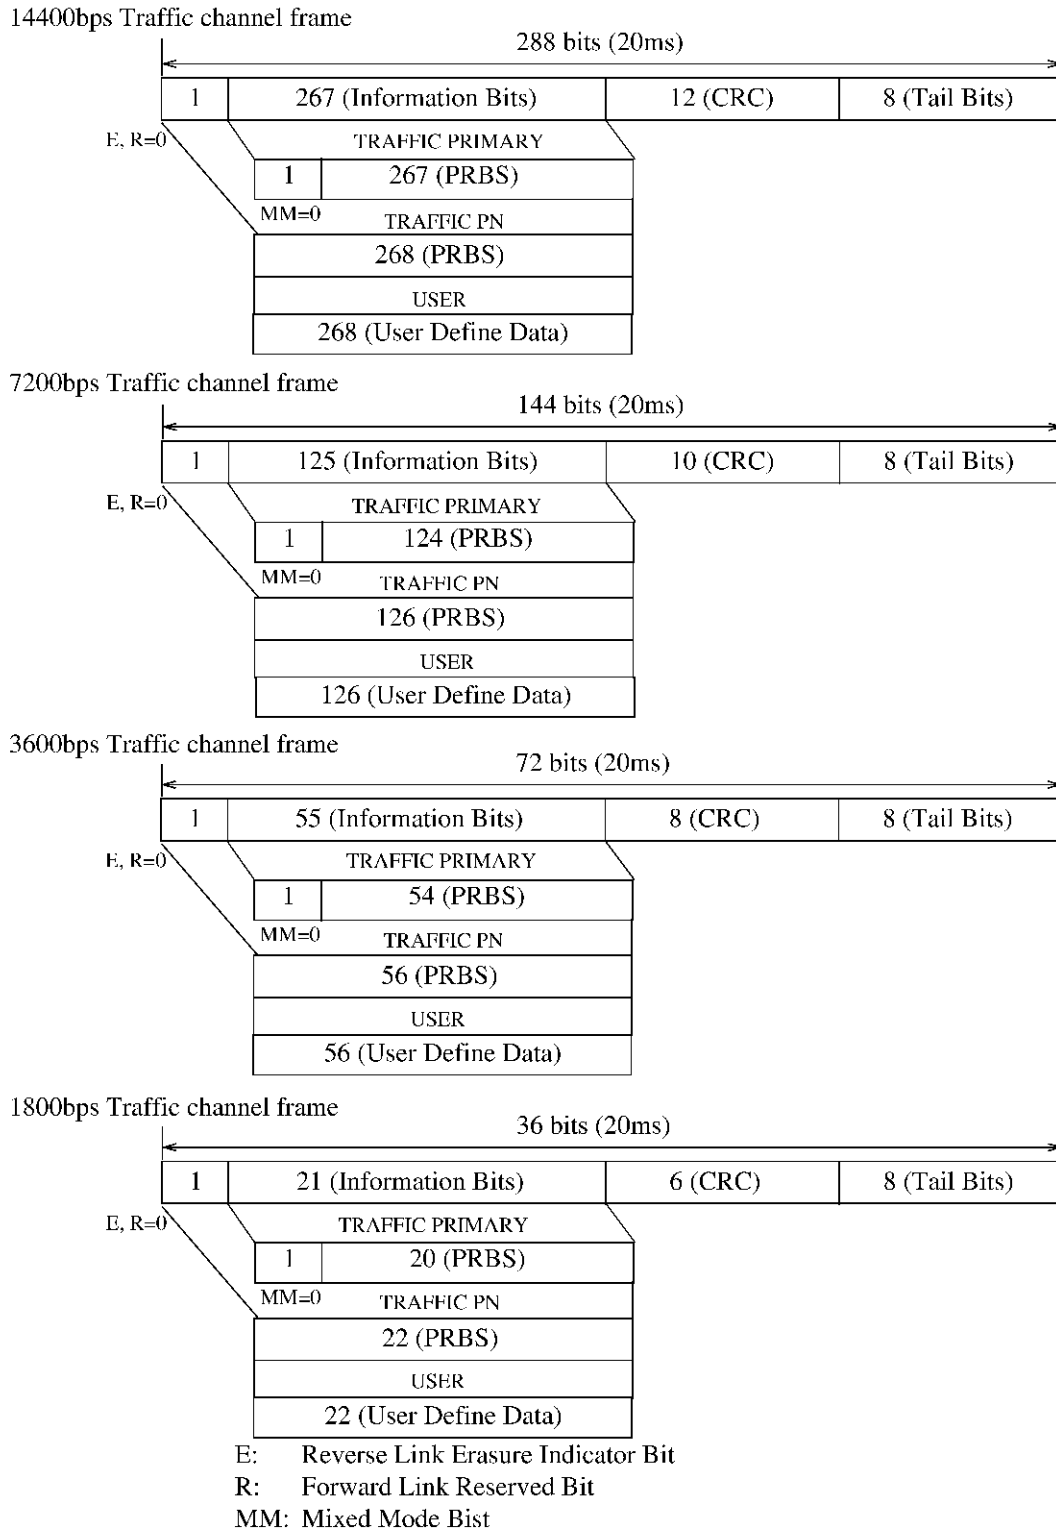 14400bps Traffic channel frame
288 bits (20ms)
1 267 (Information Bits) 12 (CRC) 8 (Tail Bits)
E, R=0 TRAFFIC PRIMARY
1 267 (PRBS)
MM=0 TRAFFIC PN
268 (PRBS)
USER
268 (User Define Data)
7200bps Traffic channel frame
144 bits (20ms)
1 125 (Information Bits) 10 (CRC) 8 (Tail Bits)
E, R=0 TRAFFIC PRIMARY
1 124 (PRBS)
MM=0 TRAFFIC PN
126 (PRBS)
USER
126 (User Define Data)
3600bps Traffic channel frame
72 bits (20ms)
1 55 (Information Bits) 8 (CRC) 8 (Tail Bits)
E, R=0 TRAFFIC PRIMARY
1 54 (PRBS)
MM=0 TRAFFIC PN
56 (PRBS)
USER
56 (User Define Data)
1800bps Traffic channel frame
36 bits (20ms)
1 21 (Information Bits) 6 (CRC) 8 (Tail Bits)
E, R=0 TRAFFIC PRIMARY
1 20 (PRBS)
MM=0 TRAFFIC PN
22 (PRBS)
USER
22 (User Define Data)
E: Reverse Link Erasure Indicator Bit
R: Forward Link Reserved Bit
MM: Mixed Mode Bist